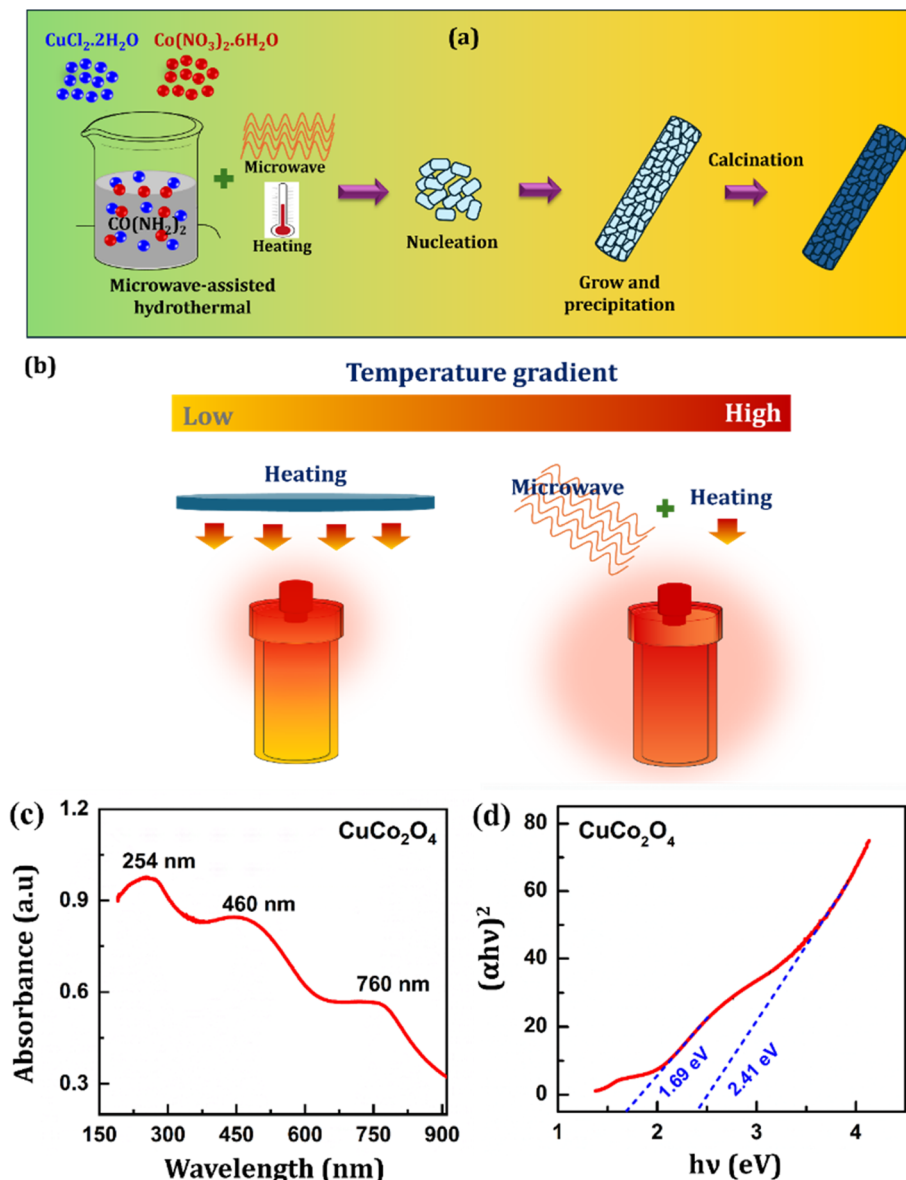 (a)
CuCl₂.2H₂O
Co(NO₃)₂.6H₂O
Microwave
Heating
CO(NH₂)₂
Microwave-assisted
hydrothermal
Nucleation
Grow and
precipitation
Calcination
(b)
Temperature gradient
Low
High
Heating
Microwave
Heating
(c)
CuCo₂O₄
1.2
0.9
0.6
0.3
Absorbance (a.u)
254 nm
460 nm
760 nm
150 300 450 600 750 900
Wavelength (nm)
(d)
CuCo₂O₄
80
60
40
20
0
(αhν)²
1.69 eV
2.41 eV
1 2 3 4
hν (eV)